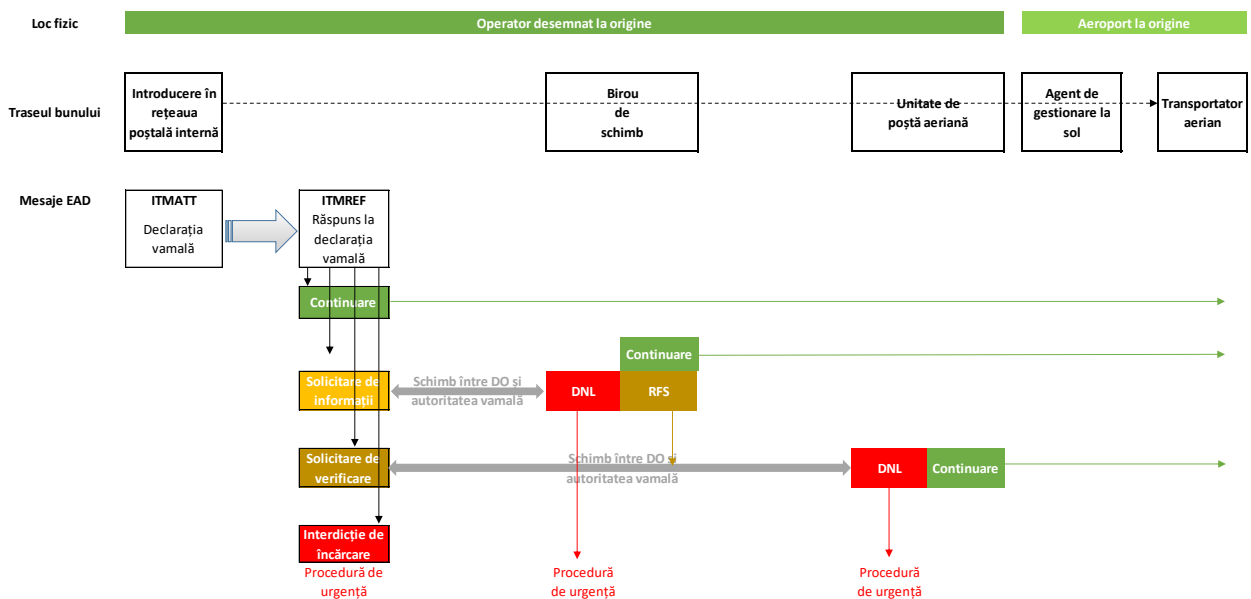 Loc fizic
Operator desemnat la origine
Aeroport la origine
Traseul bunului
Introducere în
rețeaua
poștală internă
Birou
de
schimb
Unitate de
poștă aeriană
Agent de
gestionare la
sol
Transportator
aerian
Mesaje EAD
ITMATT
Declarația
vamală
ITMREF
Răspuns la
declarația
vamală
Continuare
Continuare
Solicitare de
informații
Schimb între DO și
autoritatea vamală
DNL
RFS
Solicitare de
verificare
Schimb între DO și
autoritatea vamală
DNL
Continuare
Interdicție de
încărcare
Procedură de
urgență
Procedură
de urgență
Procedură
de urgență